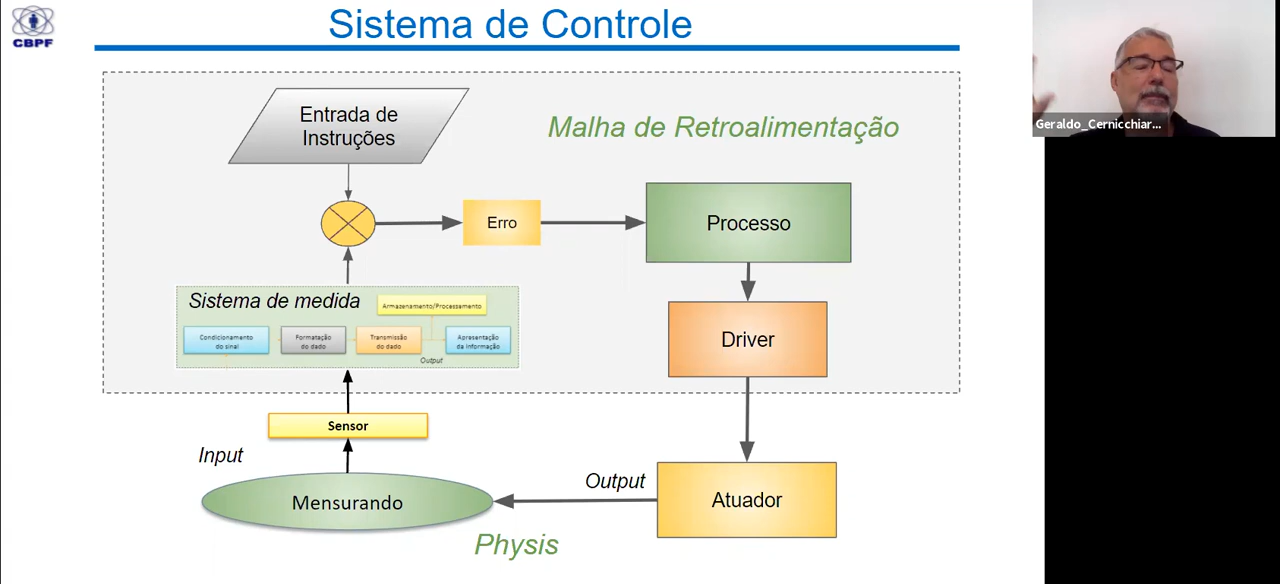 CBPF
Sistema de Controle
Entrada de
Instruções
Malha de Retroalimentação
Erro
Processo
Sistema de medida
Armazenamento/Processamento
Condicionamento
do sinal
Formatação
do dado
Transmissão
do dado
Apresentação
da Informação
Output
Driver
Sensor
Input
Mensurando
Output
Atuador
Physis
Geraldo_Cernicchiar...